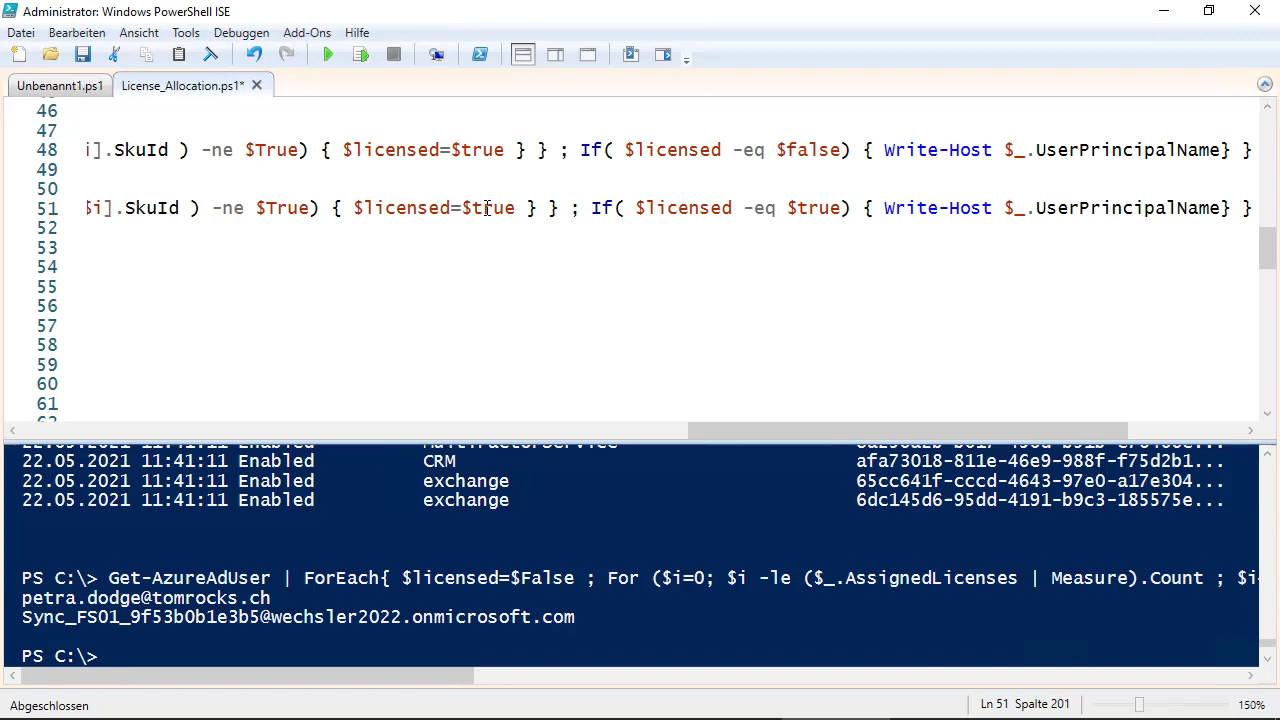 Administrator: Windows PowerShell ISE
Datei Bearbeiten Ansicht Tools Debuggen Add-Ons Hilfe
Unbenannt1.ps1 License_Allocation.ps1*
46
47
48 i].SkuId ) -ne $True) { $licensed=$true } } ; If( $licensed -eq $false) { Write-Host $_.UserPrincipalName} }
49
50
51 $i].SkuId ) -ne $True) { $licensed=$true } } ; If( $licensed -eq $true) { Write-Host $_.UserPrincipalName} }
52
53
54
55
56
57
58
59
60
61
22.05.2021 11:41:11 Enabled CRM afa73018-811e-46e9-988f-f75d2b1...
22.05.2021 11:41:11 Enabled exchange 65cc641f-cccd-4643-97e0-a17e304...
22.05.2021 11:41:11 Enabled exchange 6dc145d6-95dd-4191-b9c3-185575e...
PS C:\> Get-AzureAdUser | ForEach{ $licensed=$False ; For ($i=0; $i -le ($_.AssignedLicenses | Measure).Count ; $i
petra.dodge@tomrocks.ch
Sync_FS01_9f53b0b1e3b5@wechsler2022.onmicrosoft.com
PS C:\>
Abgeschlossen Ln 51 Spalte 201 150%